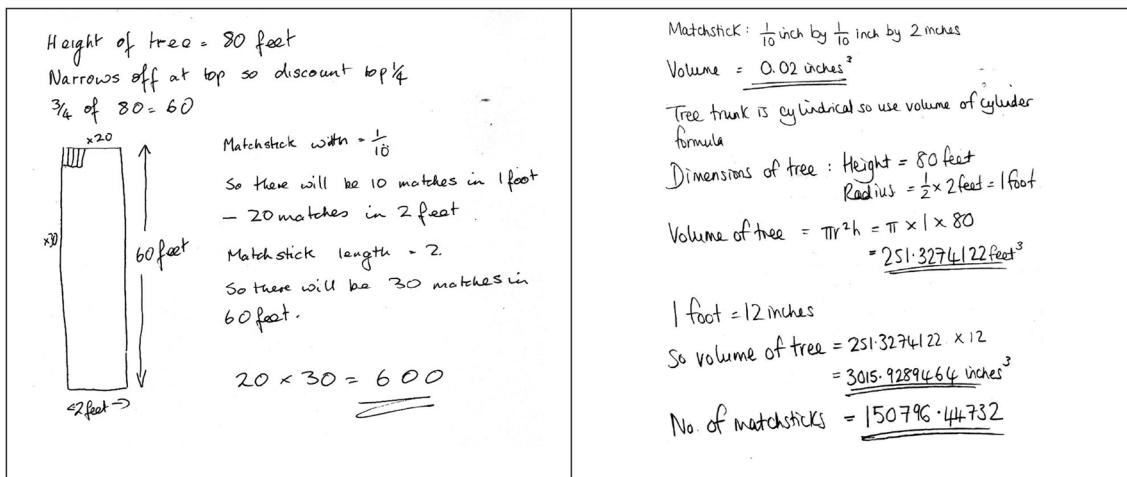 Height of tree = 80 feet
Narrows off at top so discount top 1/4
3/4 of 80 = 60
x20
x30
60 feet
<2feet→
Matchstick width = 1/10
So there will be 10 matches in 1 foot
– 20 matches in 2 feet
Matchstick length = 2.
So there will be 30 matches in
60 feet.
20 × 30 = 600
Matchstick: 1/10 inch by 1/10 inch by 2 inches
Volume = 0.02 inches³
Tree trunk is cylindrical so use volume of cylinder
formula
Dimensions of tree: Height = 80 feet
Radius = 1/2 × 2 feet = 1 foot
Volume of tree = πr²h = π × 1 × 80
= 251.3274122 feet³
1 foot = 12 inches
So volume of tree = 251.3274122 × 12
= 3015.9289464 inches³
No. of matchsticks = 150796.44732